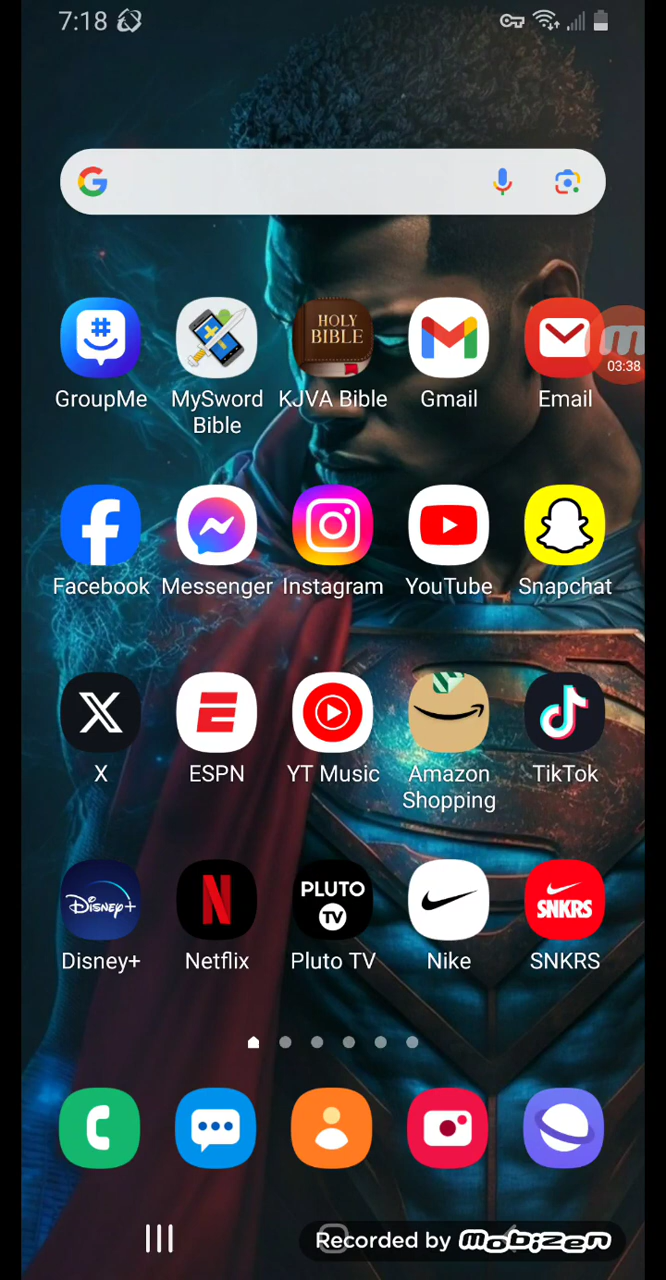 7:18
GroupMe
HOLY
BIBLE
MySword
Bible
KJVA Bible
Gmail
Email
03:38
Facebook
Messenger
Instagram
YouTube
Snapchat
X
ESPN
YT Music
Amazon
Shopping
TikTok
Disney+
PLUTO
TV
SNKRS
Disney+
Netflix
Pluto TV
Nike
SNKRS
Recorded by mobizen